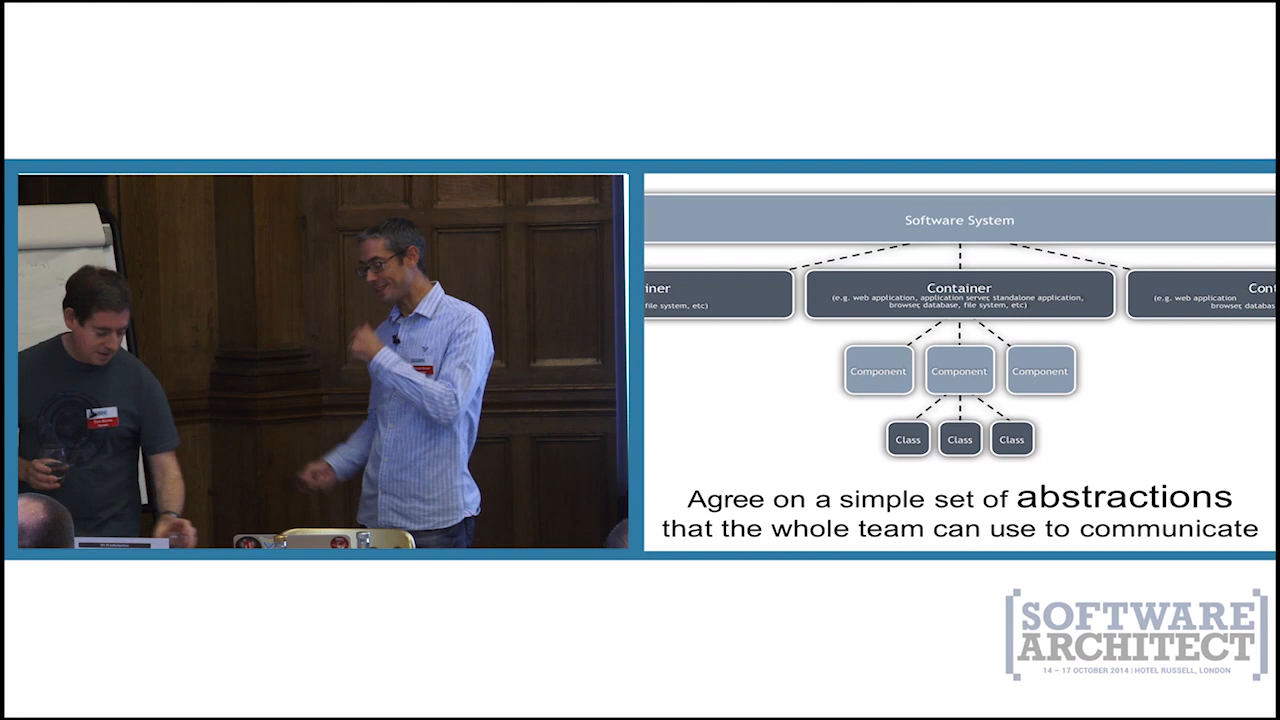 Software System
iner
file system, etc)
Container
(e.g. web application, application server, standalone application,
browser, database, file system, etc)
Cont
(e.g. web application
browser, databas
Component
Component
Component
Class
Class
Class
Agree on a simple set of abstractions
that the whole team can use to communicate
[SOFTWARE
ARCHITECT]
14 – 17 OCTOBER 2014 | HOTEL RUSSELL, LONDON